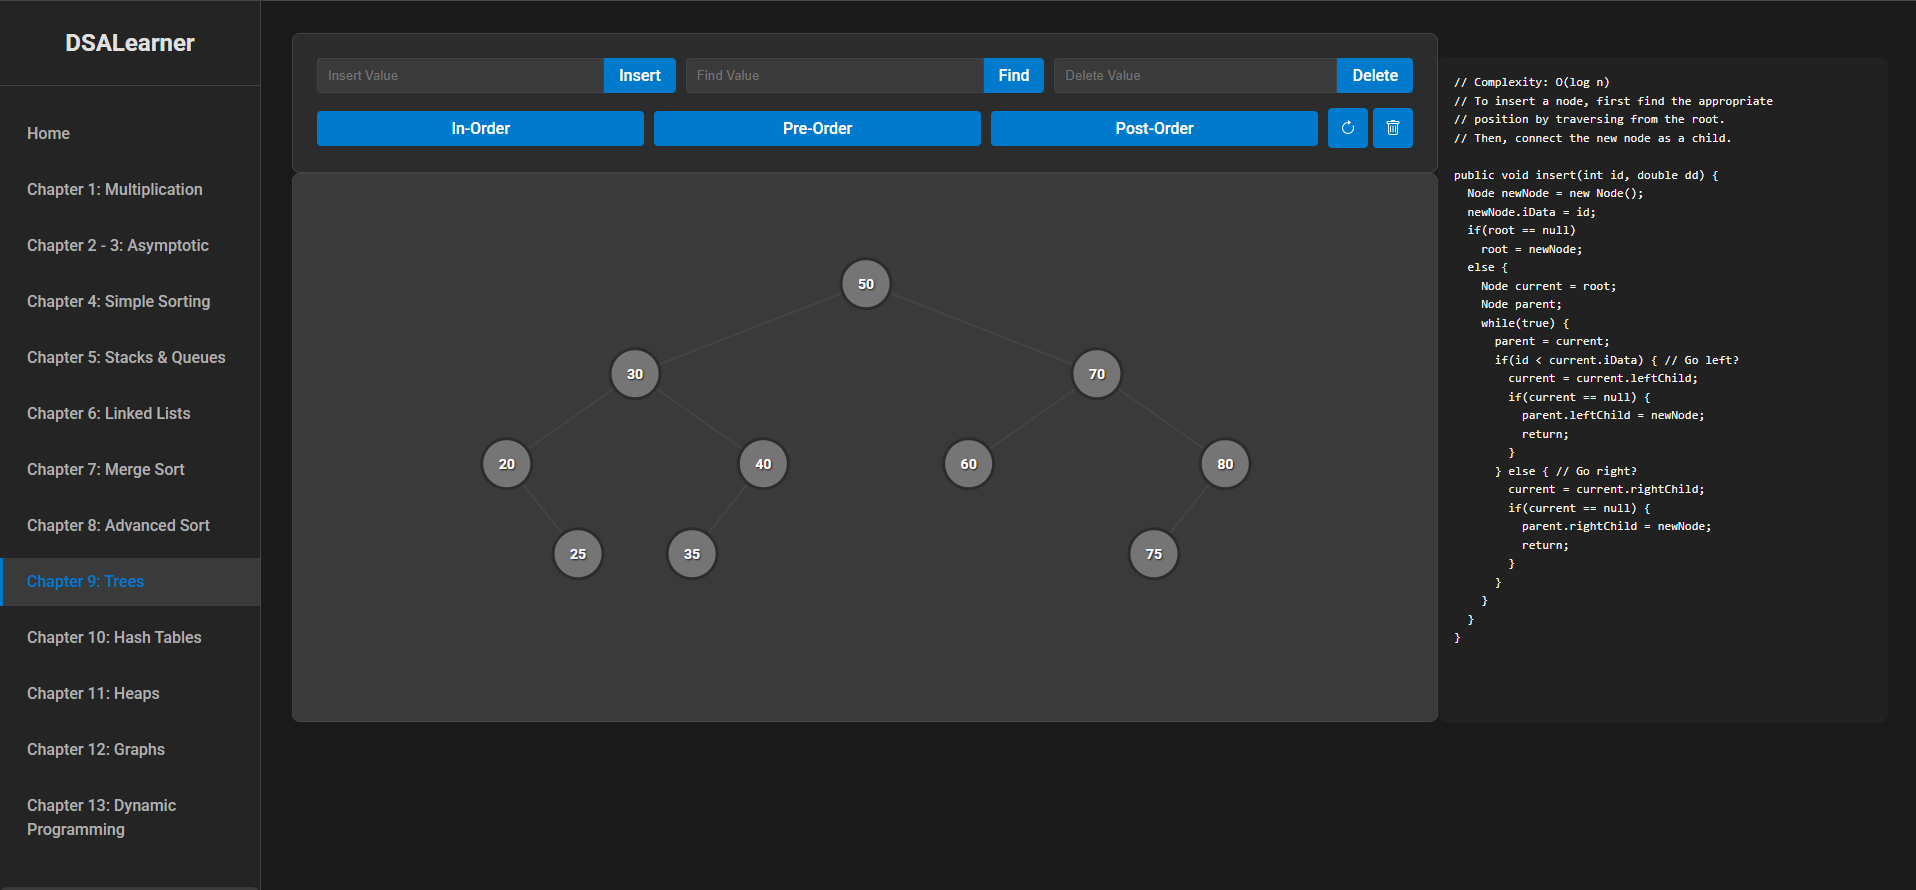 DSALearner
Home
Chapter 1: Multiplication
Chapter 2 - 3: Asymptotic
Chapter 4: Simple Sorting
Chapter 5: Stacks & Queues
Chapter 6: Linked Lists
Chapter 7: Merge Sort
Chapter 8: Advanced Sort
Chapter 9: Trees
Chapter 10: Hash Tables
Chapter 11: Heaps
Chapter 12: Graphs
Chapter 13: Dynamic
Programming
Insert Value Insert Find Value Find Delete Value Delete
In-Order Pre-Order Post-Order
50
30 70
20 40 60 80
25 35 75
// Complexity: O(log n)
// To insert a node, first find the appropriate
// position by traversing from the root.
// Then, connect the new node as a child.
public void insert(int id, double dd) {
  Node newNode = new Node();
  newNode.iData = id;
  if(root == null)
    root = newNode;
  else {
    Node current = root;
    Node parent;
    while(true) {
      parent = current;
      if(id < current.iData) { // Go left?
        current = current.leftChild;
        if(current == null) {
          parent.leftChild = newNode;
          return;
        }
      } else { // Go right?
        current = current.rightChild;
        if(current == null) {
          parent.rightChild = newNode;
          return;
        }
      }
    }
  }
}